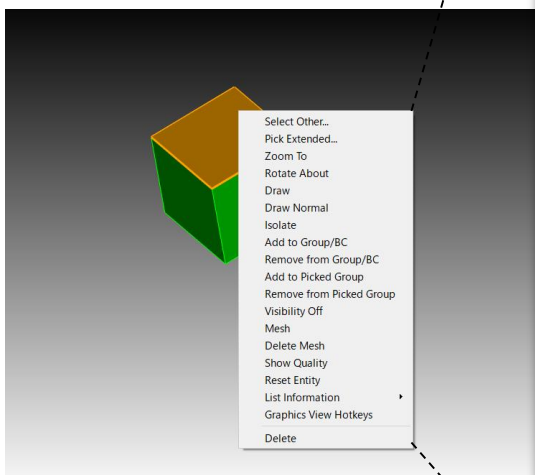 Select Other...
Pick Extended...
Zoom To
Rotate About
Draw
Draw Normal
Isolate
Add to Group/BC
Remove from Group/BC
Add to Picked Group
Remove from Picked Group
Visibility Off
Mesh
Delete Mesh
Show Quality
Reset Entity
List Information
Graphics View Hotkeys
Delete